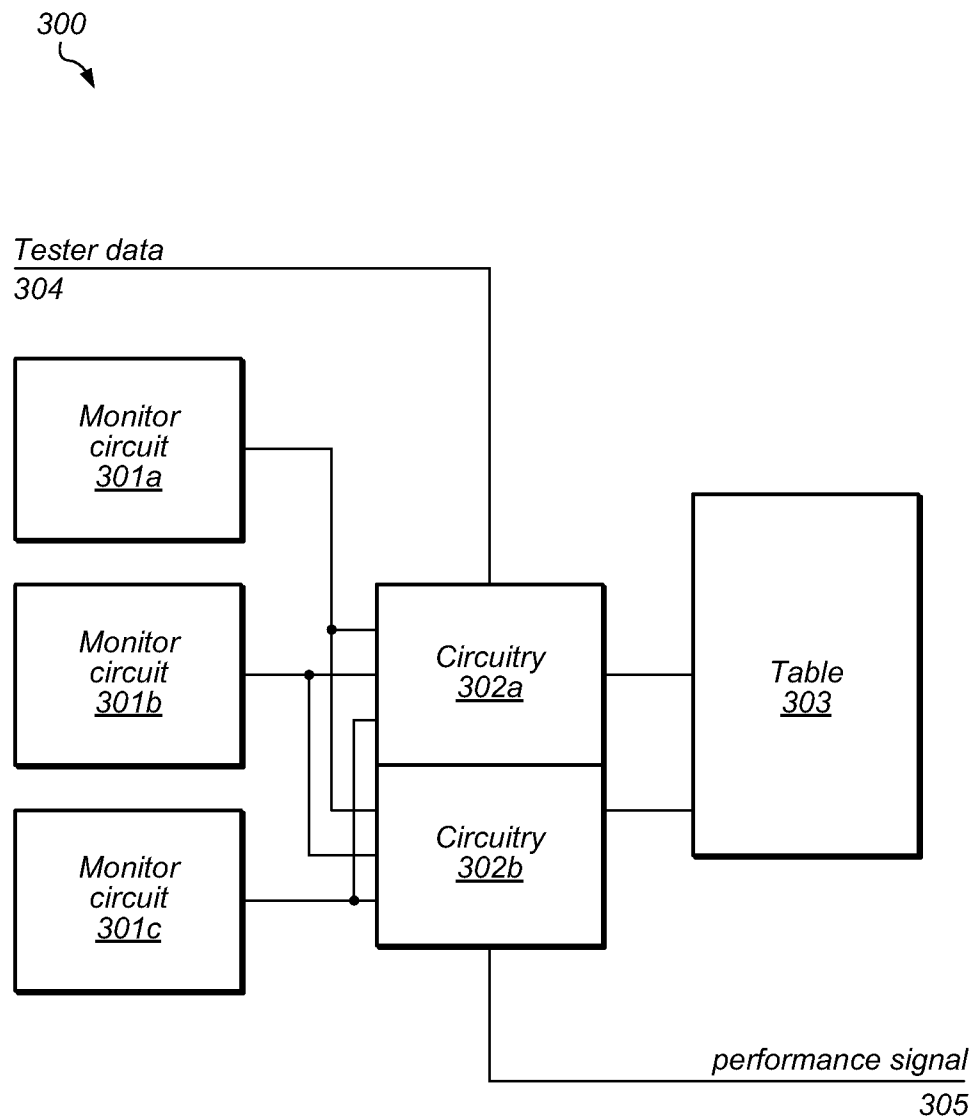 300
Tester data
304
Monitor
circuit
301a
Monitor
circuit
301b
Monitor
circuit
301c
Circuitry
302a
Circuitry
302b
Table
303
performance signal
305